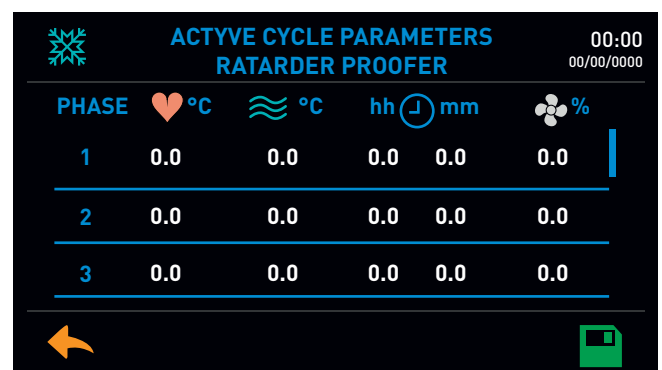 ACTYVE CYCLE PARAMETERS
RATARDER PROOFER
00:00
00/00/0000
PHASE °C °C hh mm %
1 0.0 0.0 0.0 0.0 0.0
2 0.0 0.0 0.0 0.0 0.0
3 0.0 0.0 0.0 0.0 0.0